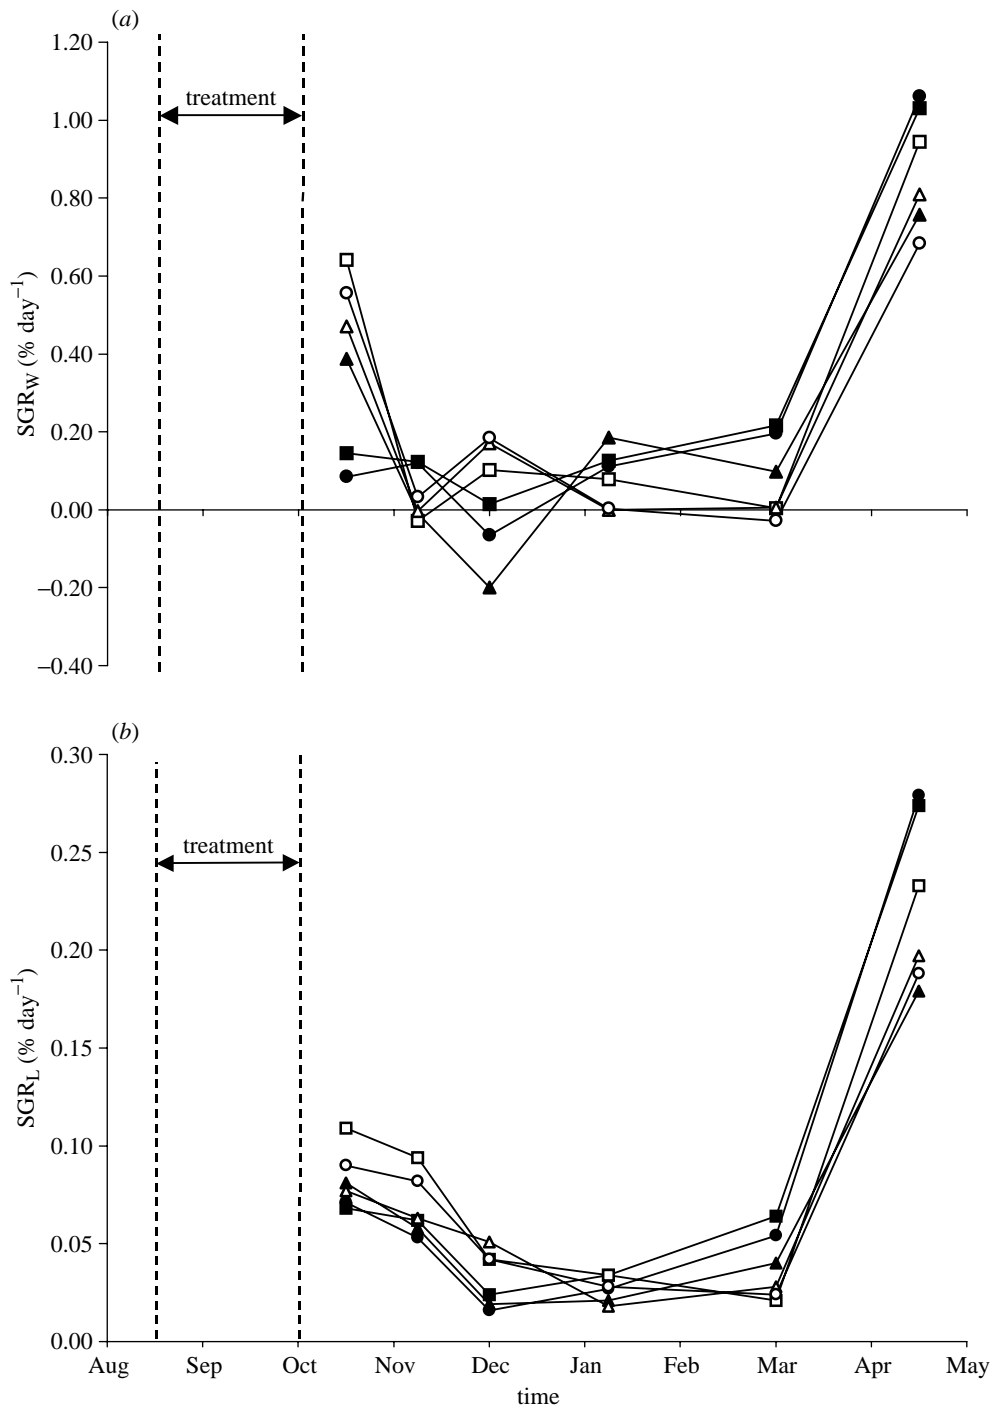 (a)
1.20
treatment
1.00
0.80
0.60
0.40
0.20
0.00
–0.20
–0.40
SGR_W (% day⁻¹)
(b)
0.30
0.25
treatment
0.20
0.15
0.10
0.05
0.00
SGR_L (% day⁻¹)
Aug Sep Oct Nov Dec Jan Feb Mar Apr May
time